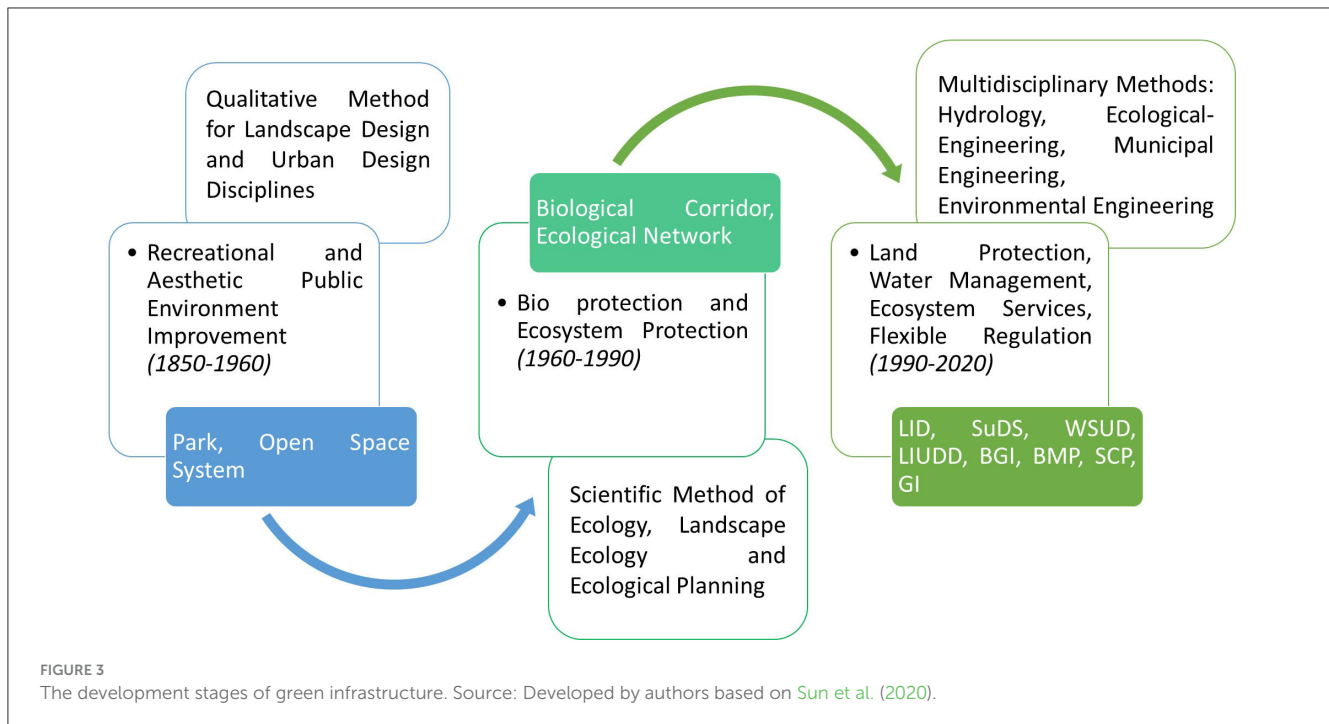 Qualitative Method
for Landscape Design
and Urban Design
Disciplines
• Recreational and
Aesthetic Public
Environment
Improvement
(1850-1960)
Park, Open Space
System
Biological Corridor,
Ecological Network
• Bio protection and
Ecosystem Protection
(1960-1990)
Scientific Method of
Ecology, Landscape
Ecology and
Ecological Planning
Multidisciplinary Methods:
Hydrology, Ecological-
Engineering, Municipal
Engineering,
Environmental Engineering
• Land Protection,
Water Management,
Ecosystem Services,
Flexible Regulation
(1990-2020)
LID, SuDS, WSUD,
LIUDD, BGI, BMP, SCP,
GI
FIGURE 3
The development stages of green infrastructure. Source: Developed by authors based on Sun et al. (2020).